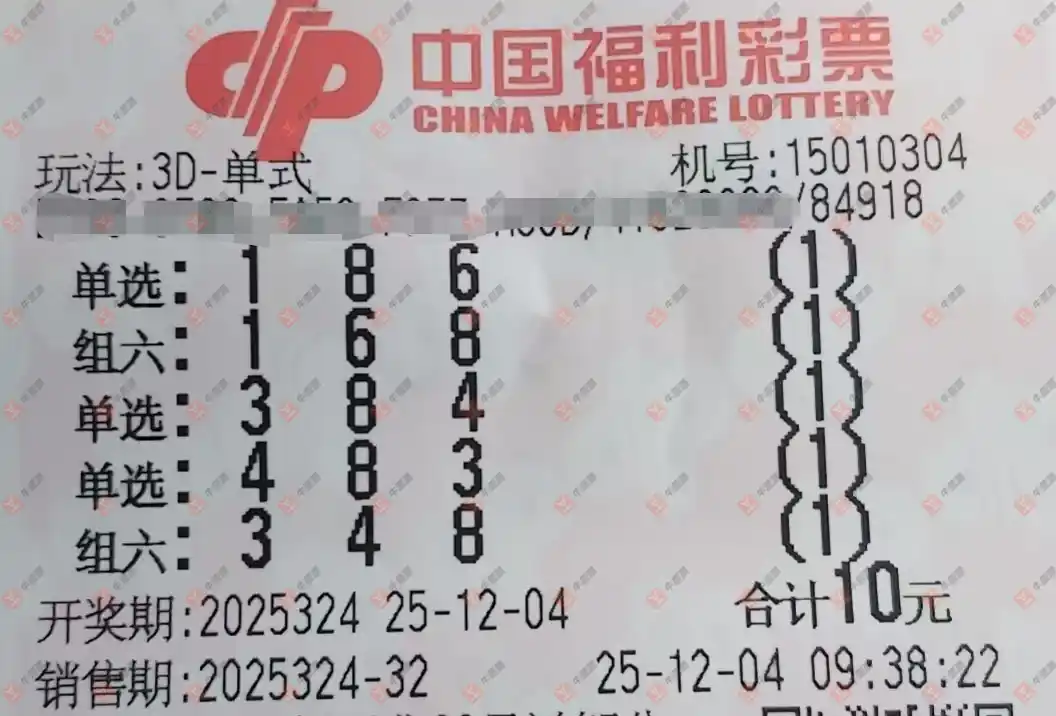 中国福利彩票
CHINA WELFARE LOTTERY
玩法:3D-单式 机号:15010304
/84918
单选: 1 8 6 (1)
组六: 1 6 8 (1)
单选: 3 8 4 (1)
单选: 4 8 3 (1)
组六: 3 4 8 (1)
开奖期:2025324 25-12-04 合计10元
销售期:2025324-32 25-12-04 09:38:22